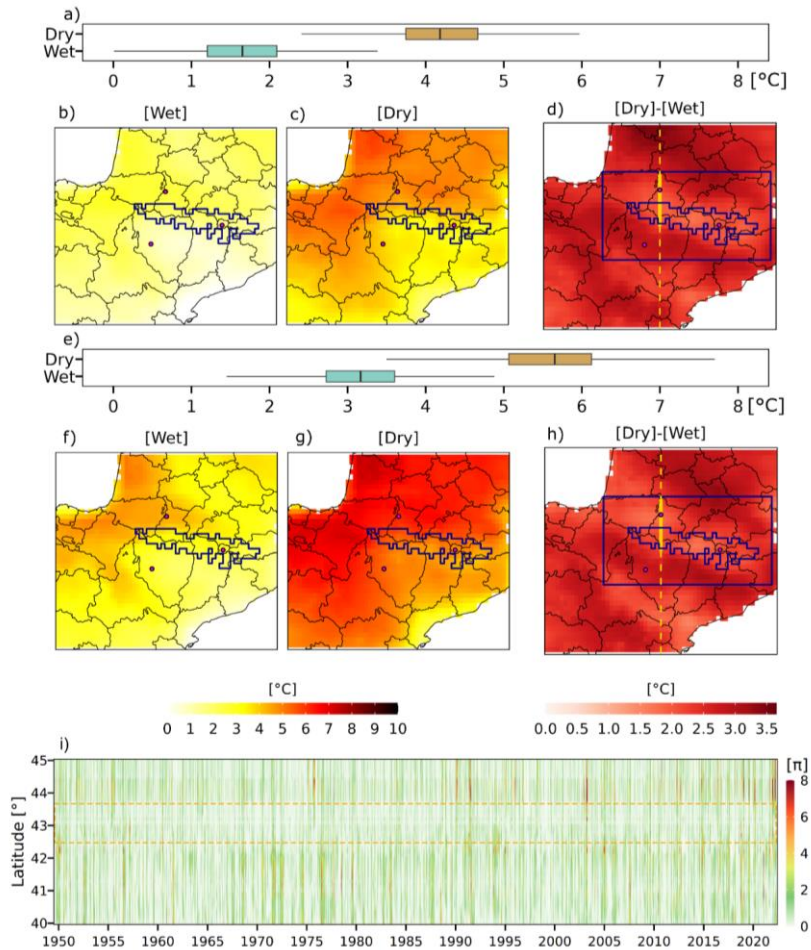 a)
Dry
Wet
0 1 2 3 4 5 6 7 8 [°C]
b) [Wet] c) [Dry] d) [Dry]-[Wet]
e)
Dry
Wet
0 1 2 3 4 5 6 7 8 [°C]
f) [Wet] g) [Dry] h) [Dry]-[Wet]
[°C] [°C]
0 1 2 3 4 5 6 7 8 9 10 0.0 0.5 1.0 1.5 2.0 2.5 3.0 3.5
i)
[π]
45
44
43
42
41
40
Latitude [°]
8
6
4
2
0
1950 1955 1960 1965 1970 1975 1980 1985 1990 1995 2000 2005 2010 2015 2020